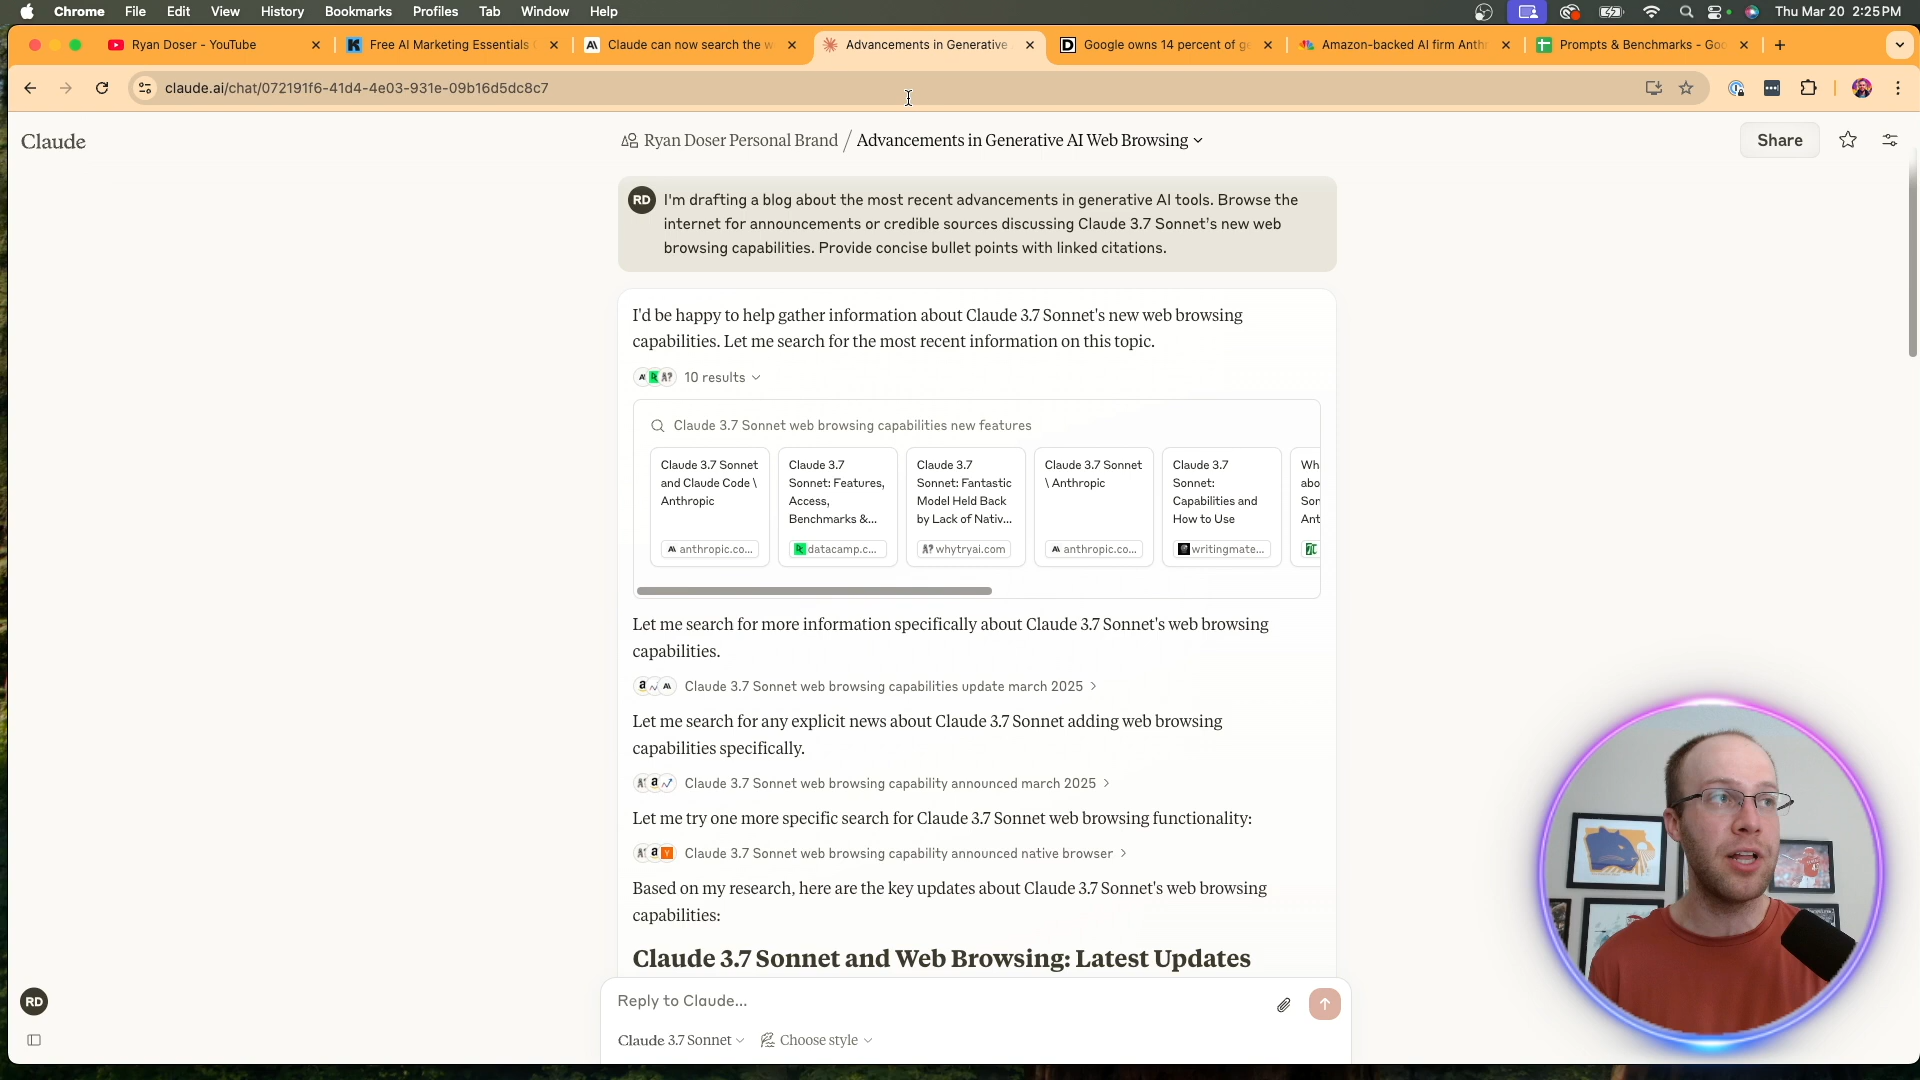 Chrome File Edit View History Bookmarks Profiles Tab Window Help
Thu Mar 20 2:25 PM
Ryan Doser - YouTube
Free AI Marketing Essentials
Claude can now search the w
Advancements in Generative
Google owns 14 percent of ge
Amazon-backed AI firm Anth
Prompts & Benchmarks - Goo
claude.ai/chat/072191f6-41d4-4e03-931e-09b16d5dc8c7
Claude
Ryan Doser Personal Brand / Advancements in Generative AI Web Browsing
Share
RD
I'm drafting a blog about the most recent advancements in generative AI tools. Browse the
internet for announcements or credible sources discussing Claude 3.7 Sonnet's new web
browsing capabilities. Provide concise bullet points with linked citations.
I'd be happy to help gather information about Claude 3.7 Sonnet's new web browsing
capabilities. Let me search for the most recent information on this topic.
10 results
Claude 3.7 Sonnet web browsing capabilities new features
Claude 3.7 Sonnet
and Claude Code \
Anthropic
anthropic.co...
Claude 3.7
Sonnet: Features,
Access,
Benchmarks &...
datacamp.c...
Claude 3.7
Sonnet: Fantastic
Model Held Back
by Lack of Nativ...
whytryai.com
Claude 3.7 Sonnet
\ Anthropic
anthropic.co...
Claude 3.7
Sonnet:
Capabilities and
How to Use
writingmate...
Wh
abo
Son
Ant
Let me search for more information specifically about Claude 3.7 Sonnet's web browsing
capabilities.
Claude 3.7 Sonnet web browsing capabilities update march 2025
Let me search for any explicit news about Claude 3.7 Sonnet adding web browsing
capabilities specifically.
Claude 3.7 Sonnet web browsing capability announced march 2025
Let me try one more specific search for Claude 3.7 Sonnet web browsing functionality:
Claude 3.7 Sonnet web browsing capability announced native browser
Based on my research, here are the key updates about Claude 3.7 Sonnet's web browsing
capabilities:
Claude 3.7 Sonnet and Web Browsing: Latest Updates
Reply to Claude...
Claude 3.7 Sonnet
Choose style
RD